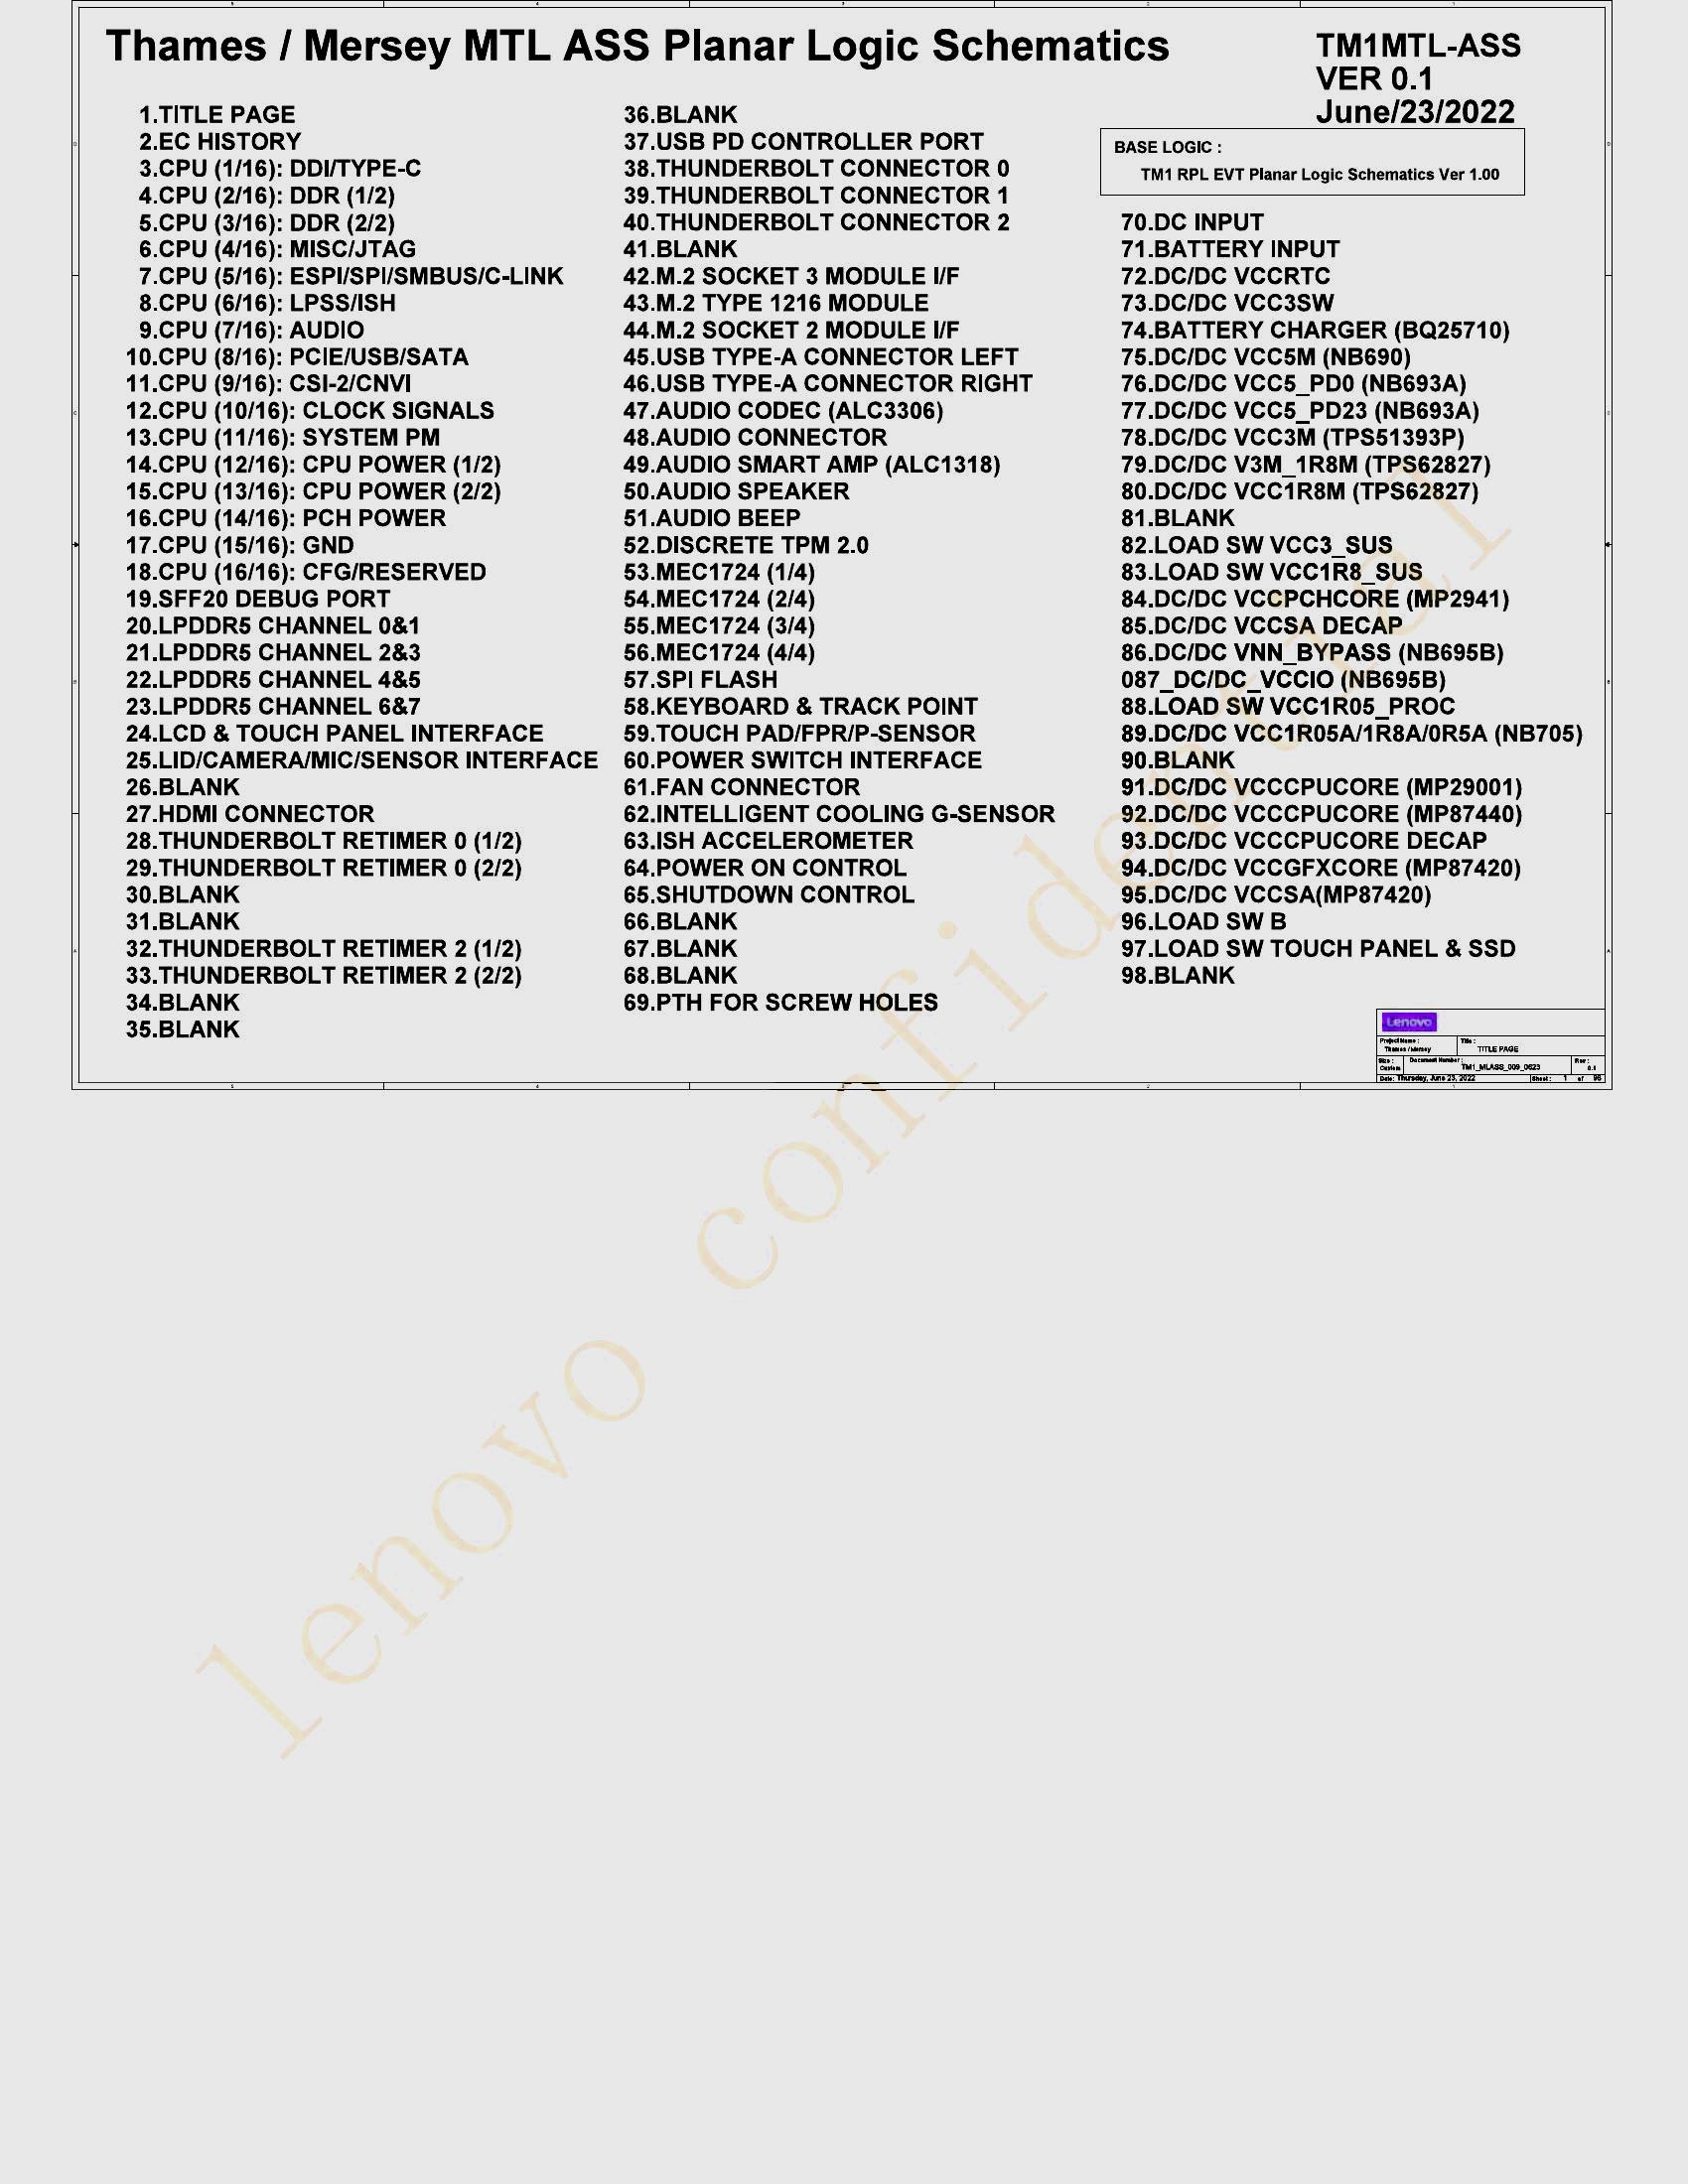 Thames / Mersey MTL ASS Planar Logic Schematics
TM1MTL-ASS
VER 0.1
June/23/2022
BASE LOGIC :
TM1 RPL EVT Planar Logic Schematics Ver 1.00
1.TITLE PAGE
2.EC HISTORY
3.CPU (1/16): DDI/TYPE-C
4.CPU (2/16): DDR (1/2)
5.CPU (3/16): DDR (2/2)
6.CPU (4/16): MISC/JTAG
7.CPU (5/16): ESPI/SPI/SMBUS/C-LINK
8.CPU (6/16): LPSS/ISH
9.CPU (7/16): AUDIO
10.CPU (8/16): PCIE/USB/SATA
11.CPU (9/16): CSI-2/CNVI
12.CPU (10/16): CLOCK SIGNALS
13.CPU (11/16): SYSTEM PM
14.CPU (12/16): CPU POWER (1/2)
15.CPU (13/16): CPU POWER (2/2)
16.CPU (14/16): PCH POWER
17.CPU (15/16): GND
18.CPU (16/16): CFG/RESERVED
19.SFF20 DEBUG PORT
20.LPDDR5 CHANNEL 0&1
21.LPDDR5 CHANNEL 2&3
22.LPDDR5 CHANNEL 4&5
23.LPDDR5 CHANNEL 6&7
24.LCD & TOUCH PANEL INTERFACE
25.LID/CAMERA/MIC/SENSOR INTERFACE
26.BLANK
27.HDMI CONNECTOR
28.THUNDERBOLT RETIMER 0 (1/2)
29.THUNDERBOLT RETIMER 0 (2/2)
30.BLANK
31.BLANK
32.THUNDERBOLT RETIMER 2 (1/2)
33.THUNDERBOLT RETIMER 2 (2/2)
34.BLANK
35.BLANK
36.BLANK
37.USB PD CONTROLLER PORT
38.THUNDERBOLT CONNECTOR 0
39.THUNDERBOLT CONNECTOR 1
40.THUNDERBOLT CONNECTOR 2
41.BLANK
42.M.2 SOCKET 3 MODULE I/F
43.M.2 TYPE 1216 MODULE
44.M.2 SOCKET 2 MODULE I/F
45.USB TYPE-A CONNECTOR LEFT
46.USB TYPE-A CONNECTOR RIGHT
47.AUDIO CODEC (ALC3306)
48.AUDIO CONNECTOR
49.AUDIO SMART AMP (ALC1318)
50.AUDIO SPEAKER
51.AUDIO BEEP
52.DISCRETE TPM 2.0
53.MEC1724 (1/4)
54.MEC1724 (2/4)
55.MEC1724 (3/4)
56.MEC1724 (4/4)
57.SPI FLASH
58.KEYBOARD & TRACK POINT
59.TOUCH PAD/FPR/P-SENSOR
60.POWER SWITCH INTERFACE
61.FAN CONNECTOR
62.INTELLIGENT COOLING G-SENSOR
63.ISH ACCELEROMETER
64.POWER ON CONTROL
65.SHUTDOWN CONTROL
66.BLANK
67.BLANK
68.BLANK
69.PTH FOR SCREW HOLES
70.DC INPUT
71.BATTERY INPUT
72.DC/DC VCCRTC
73.DC/DC VCC3SW
74.BATTERY CHARGER (BQ25710)
75.DC/DC VCC5M (NB690)
76.DC/DC VCC5_PD0 (NB693A)
77.DC/DC VCC5_PD23 (NB693A)
78.DC/DC VCC3M (TPS51393P)
79.DC/DC V3M_1R8M (TPS62827)
80.DC/DC VCC1R8M (TPS62827)
81.BLANK
82.LOAD SW VCC3_SUS
83.LOAD SW VCC1R8_SUS
84.DC/DC VCCPCHCORE (MP2941)
85.DC/DC VCCSA DECAP
86.DC/DC VNN_BYPASS (NB695B)
087_DC/DC_VCCIO (NB695B)
88.LOAD SW VCC1R05_PROC
89.DC/DC VCC1R05A/1R8A/0R5A (NB705)
90.BLANK
91.DC/DC VCCCPUCORE (MP29001)
92.DC/DC VCCCPUCORE (MP87440)
93.DC/DC VCCCPUCORE DECAP
94.DC/DC VCCGFXCORE (MP87420)
95.DC/DC VCCSA(MP87420)
96.LOAD SW B
97.LOAD SW TOUCH PANEL & SSD
98.BLANK
Lenovo
Project Name :
Thames / Mersey
Title :
TITLE PAGE
Size :
Custom
Document Number :
TM1_MLASS_009_0623
Rev :
0.1
Date: Thursday, June 23, 2022
Sheet : 1 of 98
lenovo confidential